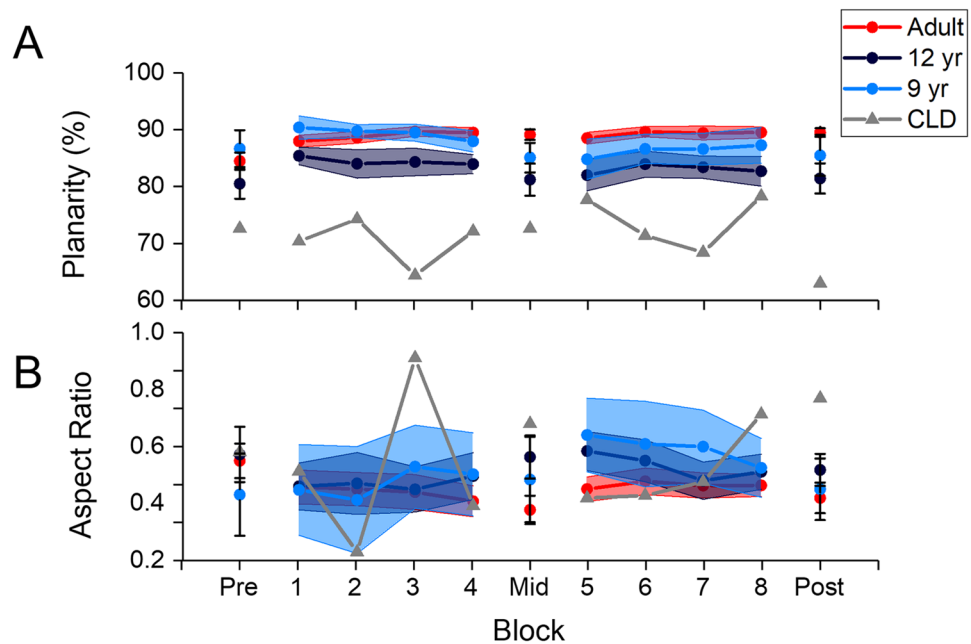 A
Adult
12 yr
9 yr
CLD
Planarity (%)
100
90
80
70
60
B
Aspect Ratio
1.0
0.8
0.6
0.4
0.2
Pre 1 2 3 4 Mid 5 6 7 8 Post
Block